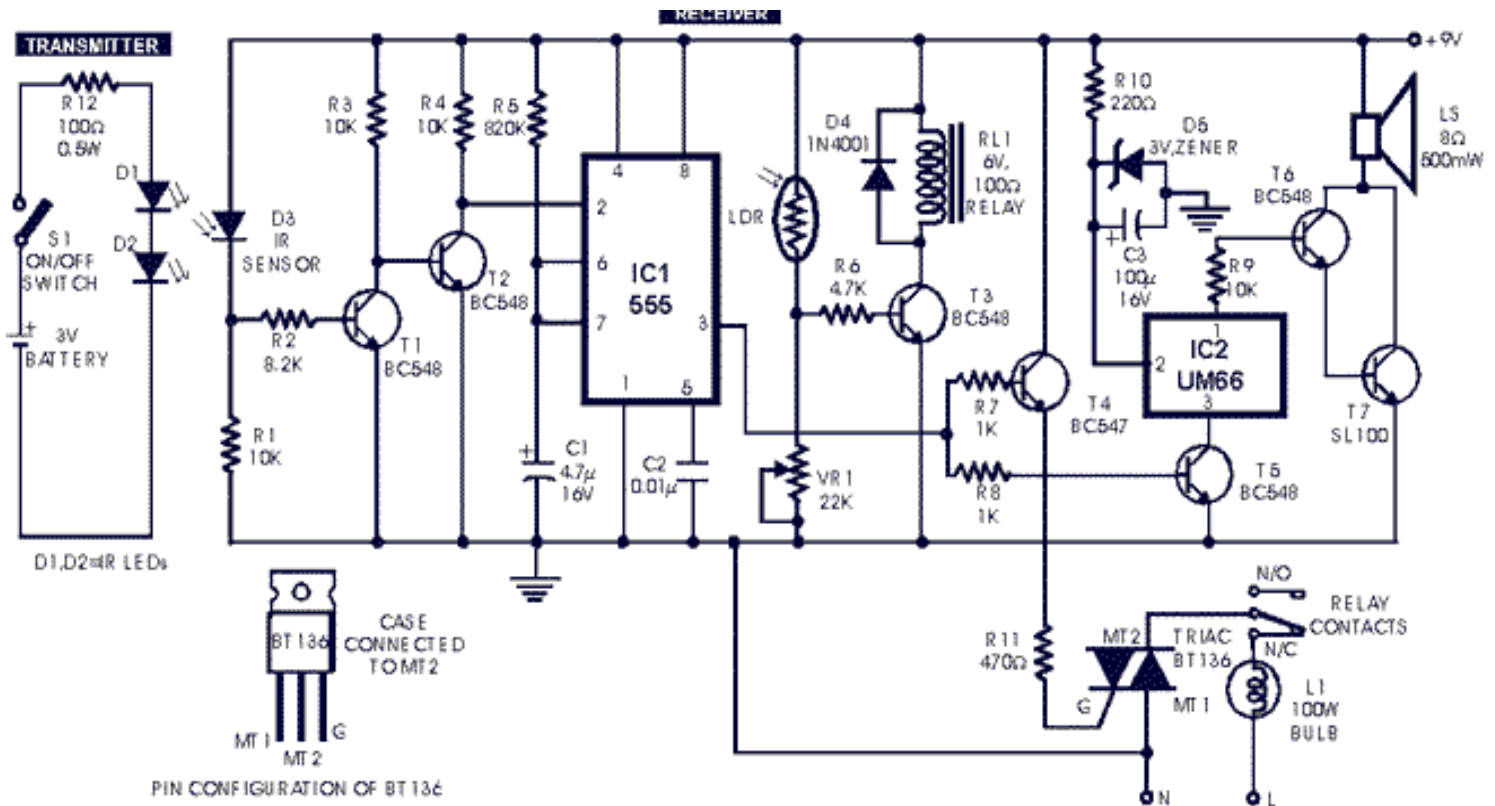 RECEIVER
TRANSMITTER
R12
100Ω
0.5W
D1
D2
S1
ON/OFF
SWITCH
+
3V
BATTERY
D1,D2=IR LEDs
D3
IR
SENSOR
R1
10K
R2
8.2K
R3
10K
T1
BC548
R4
10K
T2
BC548
R5
820K
+
C1
4.7µ
16V
4
8
2
6
7
3
1
5
IC1
555
C2
0.01µ
LDR
VR1
22K
R6
4.7K
D4
1N4001
RL1
6V,
100Ω
RELAY
T3
BC548
R7
1K
R8
1K
T4
BC547
R10
220Ω
D5
3V,ZENER
+
C3
100µ
16V
R9
10K
1
2
3
IC2
UM66
T5
BC548
T6
BC548
T7
SL100
LS
8Ω
500mW
+9V
R11
470Ω
MT2
G
MT1
TRIAC
BT136
N/O
N/C
RELAY
CONTACTS
L1
100W
BULB
N
L
BT136
CASE
CONNECTED
TO MT2
MT1
MT2
G
PIN CONFIGURATION OF BT136